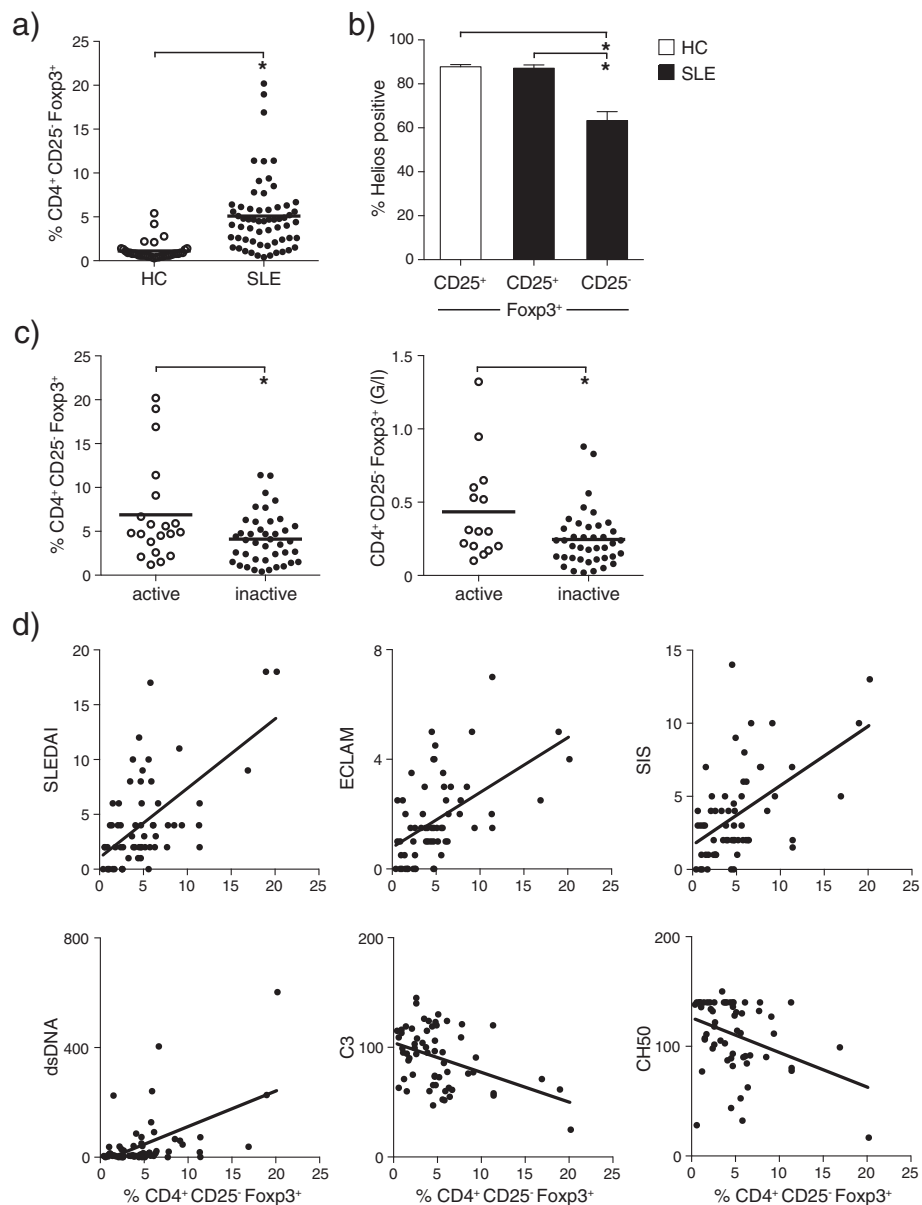 a)
% CD4⁺ CD25⁻ Foxp3⁺
25
20
15
10
5
0
*
HC
SLE
b)
% Helios positive
100
80
60
40
20
0
*
*
HC
SLE
CD25⁺
CD25⁺
CD25⁻
Foxp3⁺
c)
% CD4⁺ CD25⁻ Foxp3⁺
25
20
15
10
5
0
*
active
inactive
CD4⁺ CD25⁻ Foxp3⁺ (G/l)
1.5
1.0
0.5
0
*
active
inactive
d)
SLEDAI
20
15
10
5
0
0 5 10 15 20 25
ECLAM
8
4
0
0 5 10 15 20 25
SIS
15
10
5
0
0 5 10 15 20 25
dsDNA
800
400
0
0 5 10 15 20 25
% CD4⁺ CD25⁻ Foxp3⁺
C3
200
100
0
0 5 10 15 20 25
% CD4⁺ CD25⁻ Foxp3⁺
CH50
200
100
0
0 5 10 15 20 25
% CD4⁺ CD25⁻ Foxp3⁺